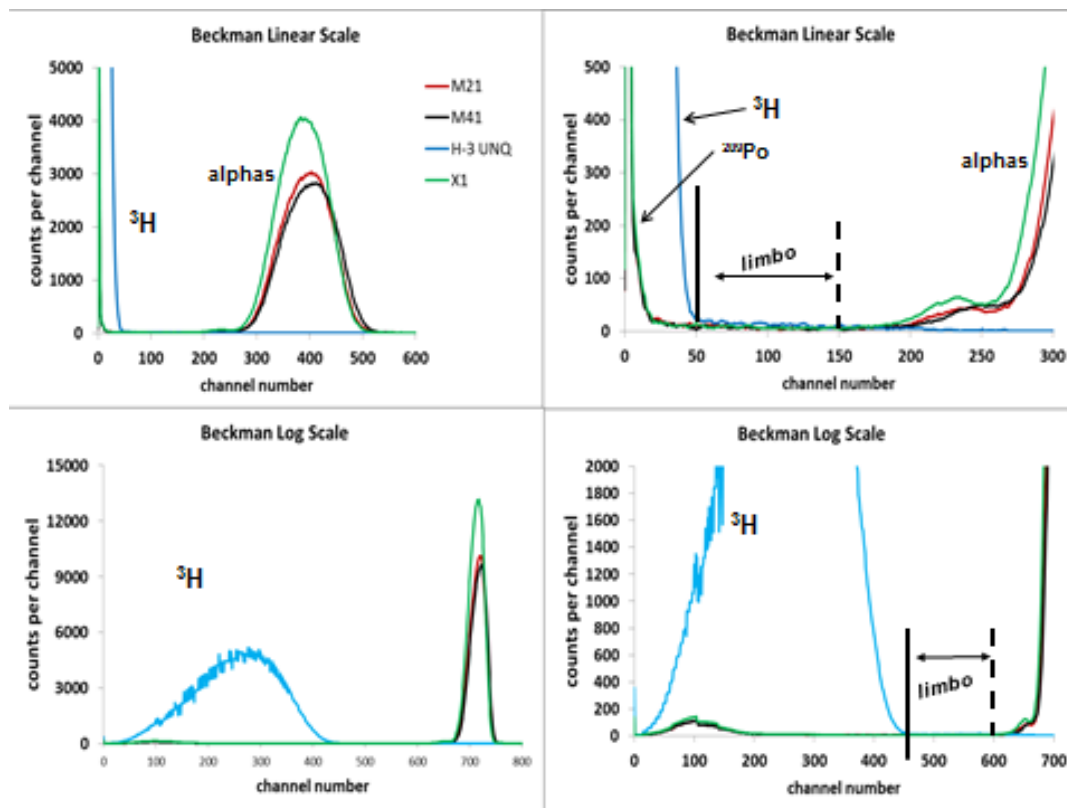 Beckman Linear Scale
counts per channel
5000
4000
3000
2000
1000
0
M21
M41
H-3 UNQ
X1
alphas
³H
0 100 200 300 400 500 600
channel number
Beckman Linear Scale
counts per channel
500
400
300
200
100
0
³H
²⁰⁹Po
alphas
limbo
0 50 100 150 200 250 300
channel number
Beckman Log Scale
counts per channel
15000
12000
9000
6000
3000
0
³H
0 100 200 300 400 500 600 700 800
channel number
Beckman Log Scale
counts per channel
2000
1800
1600
1400
1200
1000
800
600
400
200
0
³H
limbo
0 100 200 300 400 500 600 700
channel number